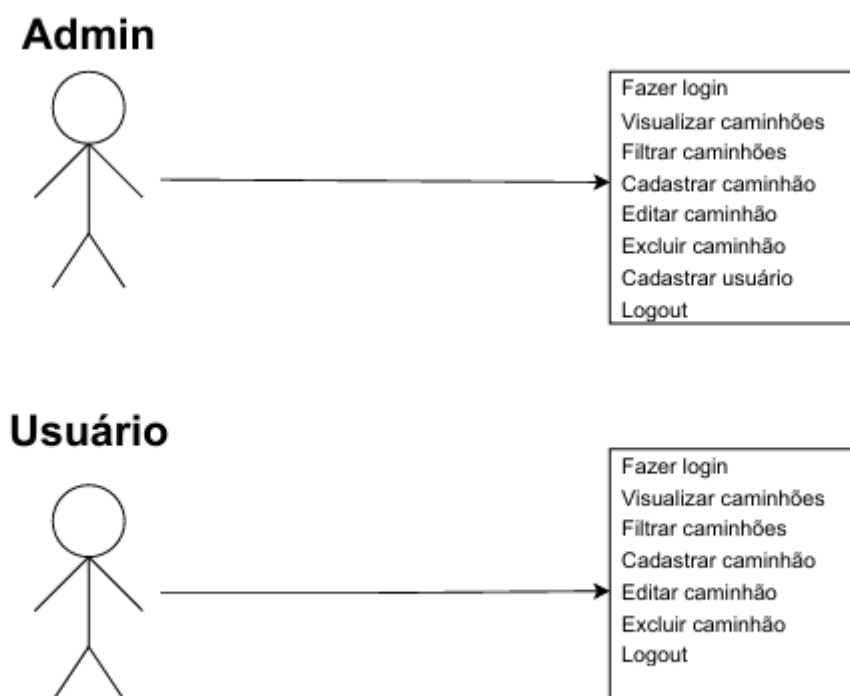 Admin
Fazer login
Visualizar caminhões
Filtrar caminhões
Cadastrar caminhão
Editar caminhão
Excluir caminhão
Cadastrar usuário
Logout
Usuário
Fazer login
Visualizar caminhões
Filtrar caminhões
Cadastrar caminhão
Editar caminhão
Excluir caminhão
Logout